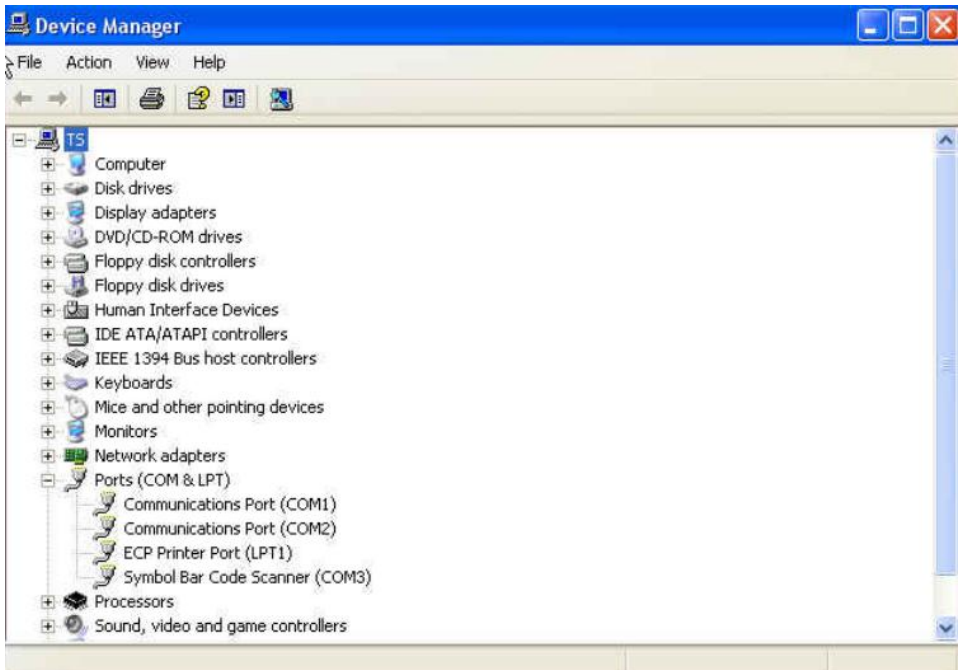 Device Manager
File Action View Help
TS
Computer
Disk drives
Display adapters
DVD/CD-ROM drives
Floppy disk controllers
Floppy disk drives
Human Interface Devices
IDE ATA/ATAPI controllers
IEEE 1394 Bus host controllers
Keyboards
Mice and other pointing devices
Monitors
Network adapters
Ports (COM & LPT)
Communications Port (COM1)
Communications Port (COM2)
ECP Printer Port (LPT1)
Symbol Bar Code Scanner (COM3)
Processors
Sound, video and game controllers